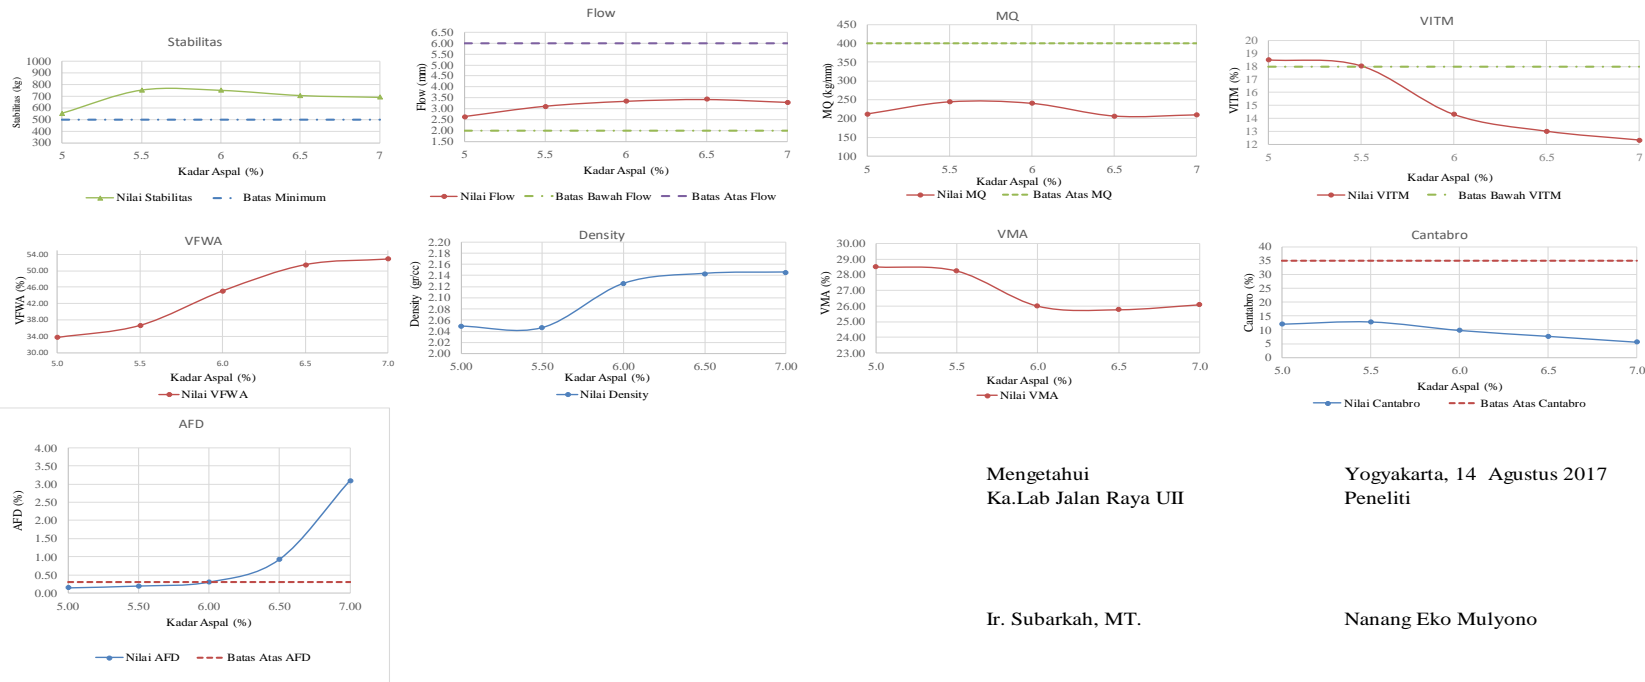 Stabilitas
Stabilitas (kg)
1000
900
800
700
600
500
400
300
5
5.5
6
6.5
7
Kadar Aspal (%)
Nilai Stabilitas
Batas Minimum
Flow
Flow (mm)
6.50
6.00
5.50
5.00
4.50
4.00
3.50
3.00
2.50
2.00
1.50
5
5.5
6
6.5
7
Kadar Aspal (%)
Nilai Flow
Batas Bawah Flow
Batas Atas Flow
MQ
MQ (kg/mm)
450
400
350
300
250
200
150
100
5
5.5
6
6.5
7
Kadar Aspal (%)
Nilai MQ
Batas Atas MQ
VITM
VITM (%)
20
19
18
17
16
15
14
13
12
5
5.5
6
6.5
7
Kadar Aspal (%)
Nilai VITM
Batas Bawah VITM
VFWA
VFWA (%)
54.00
50.00
46.00
42.00
38.00
34.00
30.00
5.0
5.5
6.0
6.5
7.0
Kadar Aspal (%)
Nilai VFWA
Density
Density (gr/cc)
2.20
2.18
2.16
2.14
2.12
2.10
2.08
2.06
2.04
2.02
2.00
5.00
5.50
6.00
6.50
7.00
Kadar Aspal (%)
Nilai Density
VMA
VMA (%)
30.00
29.00
28.00
27.00
26.00
25.00
24.00
23.00
5.0
5.5
6.0
6.5
7.0
Kadar Aspal (%)
Nilai VMA
Cantabro
Cantabro (%)
40
35
30
25
20
15
10
5
0
5.0
5.5
6.0
6.5
7.0
Kadar Aspal (%)
Nilai Cantabro
Batas Atas Cantabro
AFD
AFD (%)
4.00
3.50
3.00
2.50
2.00
1.50
1.00
0.50
0.00
5.00
5.50
6.00
6.50
7.00
Kadar Aspal (%)
Nilai AFD
Batas Atas AFD
Mengetahui
Ka.Lab Jalan Raya UII
Ir. Subarkah, MT.
Yogyakarta, 14 Agustus 2017
Peneliti
Nanang Eko Mulyono